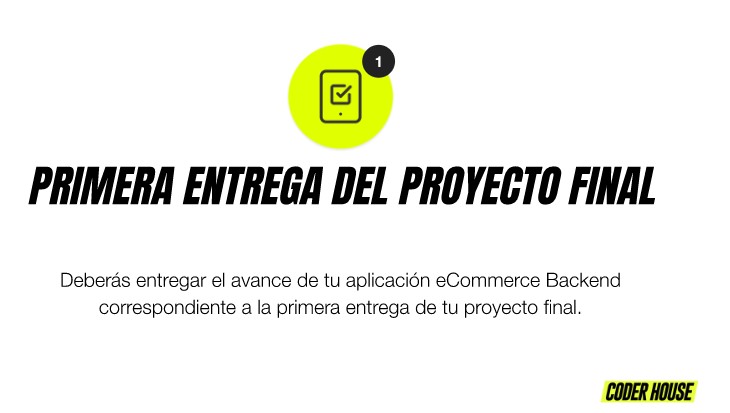 1
PRIMERA ENTREGA DEL PROYECTO FINAL
Deberás entregar el avance de tu aplicación eCommerce Backend
correspondiente a la primera entrega de tu proyecto final.
CODER HOUSE